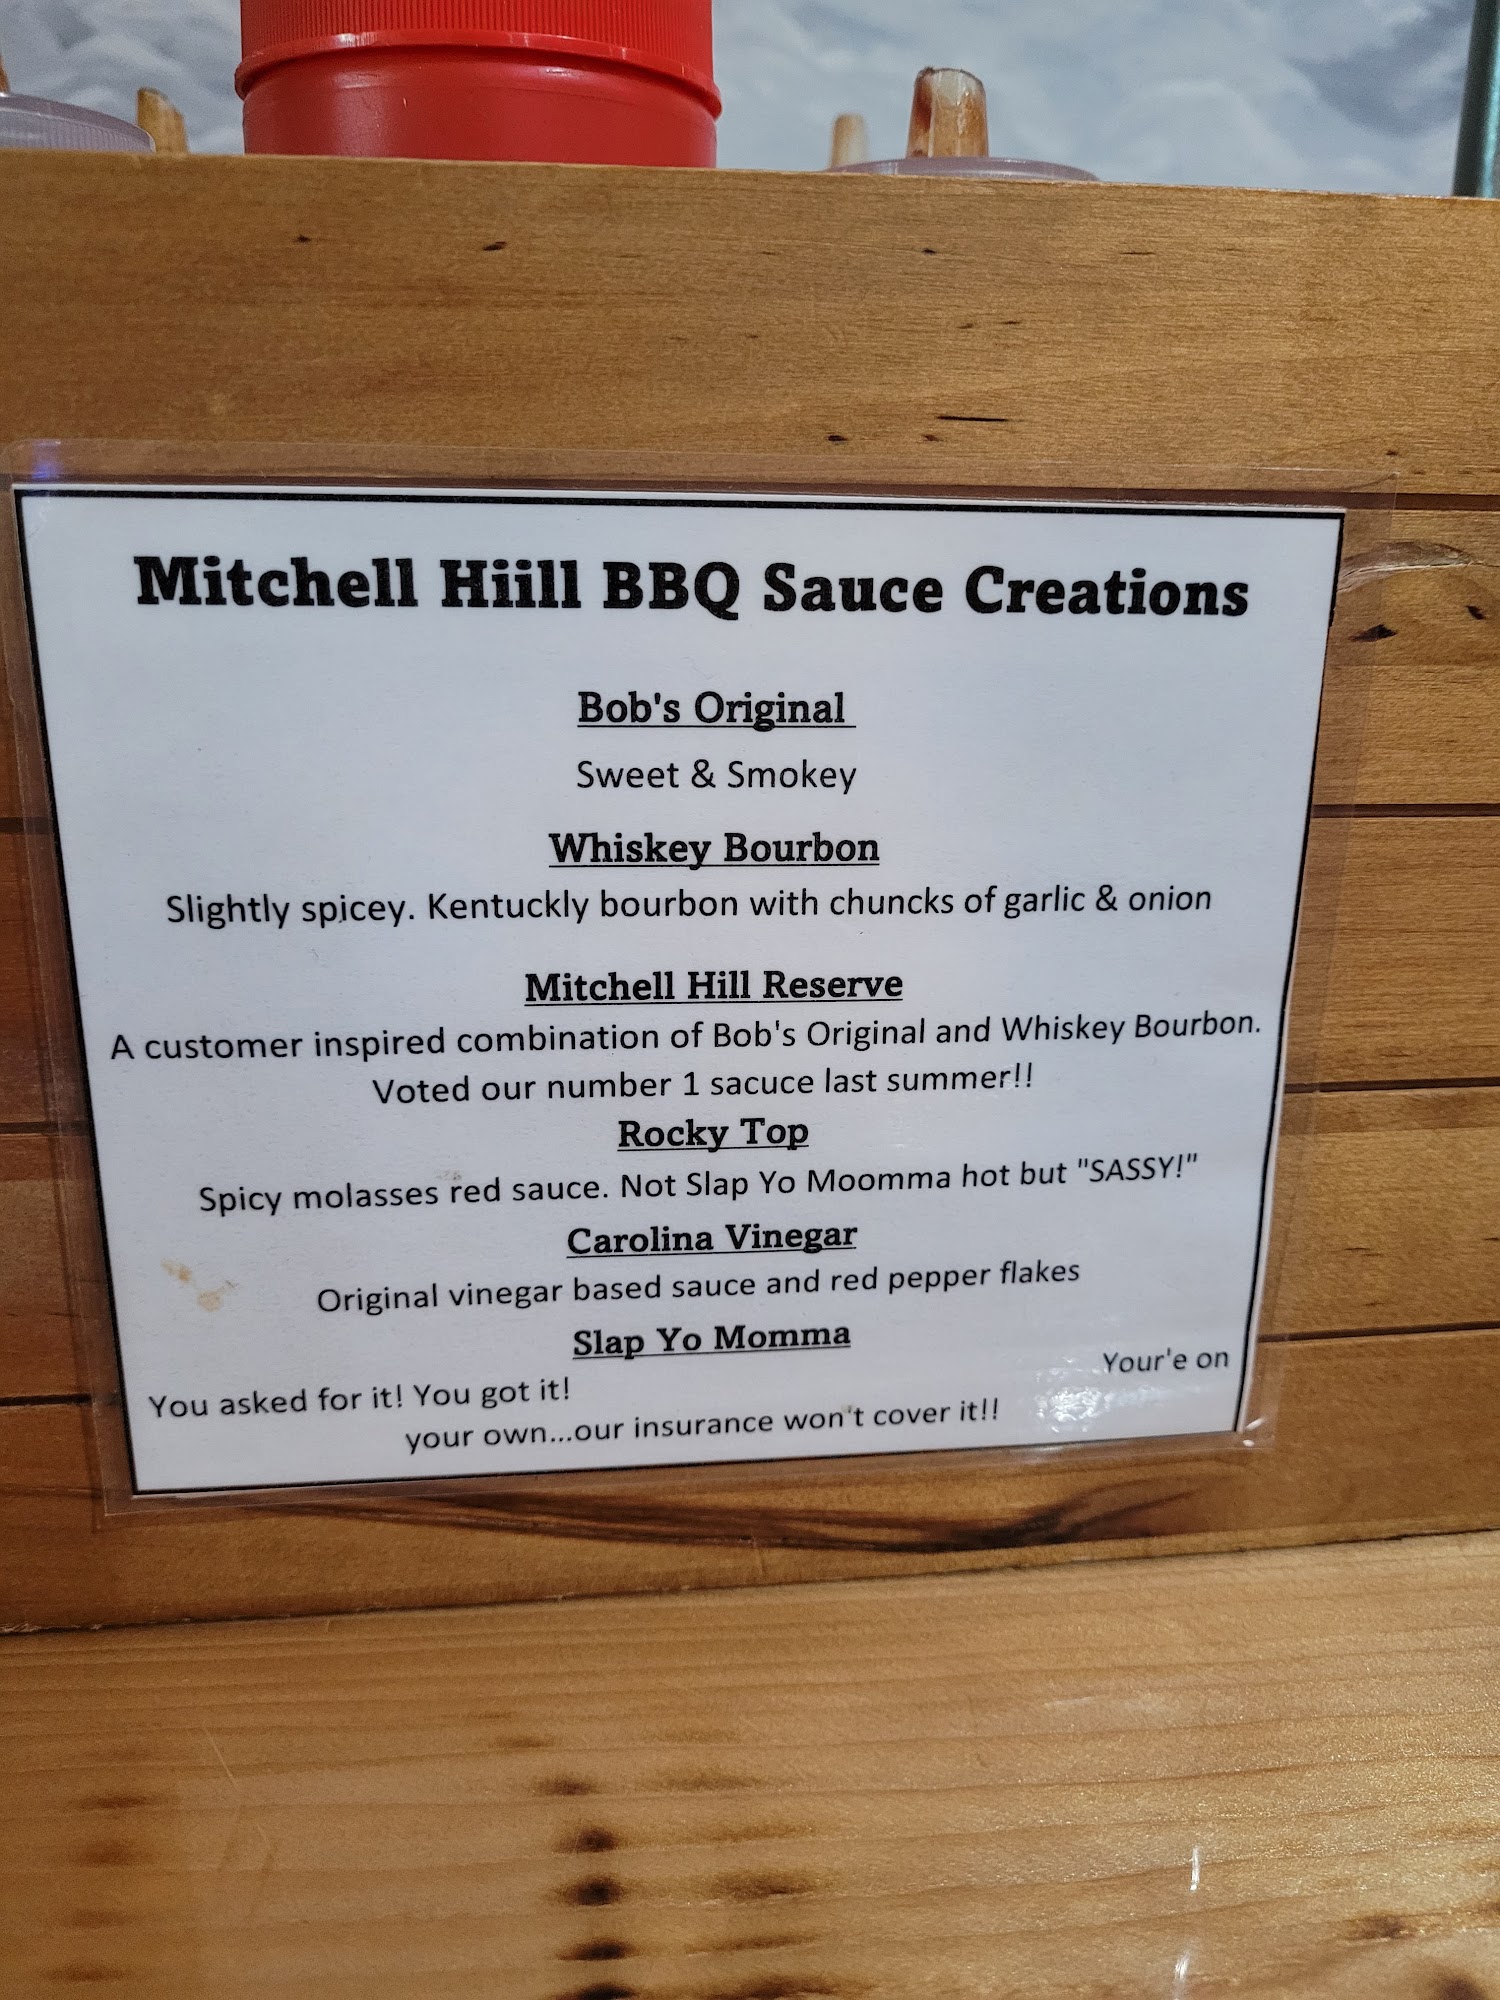 Mitchell Hiill BBQ Sauce Creations
Bob's Original
Sweet & Smokey
Whiskey Bourbon
Slightly spicey. Kentuckly bourbon with chuncks of garlic & onion
Mitchell Hill Reserve
A customer inspired combination of Bob's Original and Whiskey Bourbon.
Voted our number 1 sacuce last summer!!
Rocky Top
Spicy molasses red sauce. Not Slap Yo Moomma hot but "SASSY!"
Carolina Vinegar
Original vinegar based sauce and red pepper flakes
Slap Yo Momma
You asked for it! You got it! Your'e on
your own...our insurance won't cover it!!